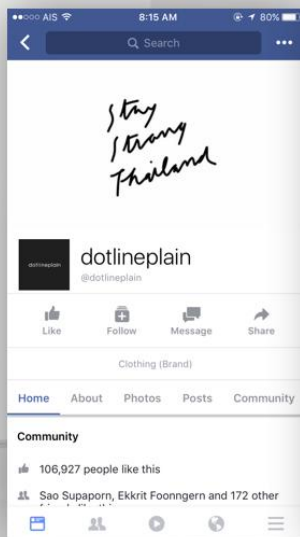 AIS 8:15 AM 80%
Search
Stay
Strong
Thailand
dotlineplain
dotlineplain
@dotlineplain
Like Follow Message Share
Clothing (Brand)
Home About Photos Posts Community
Community
106,927 people like this
Sao Supaporn, Ekkrit Foonngern and 172 other